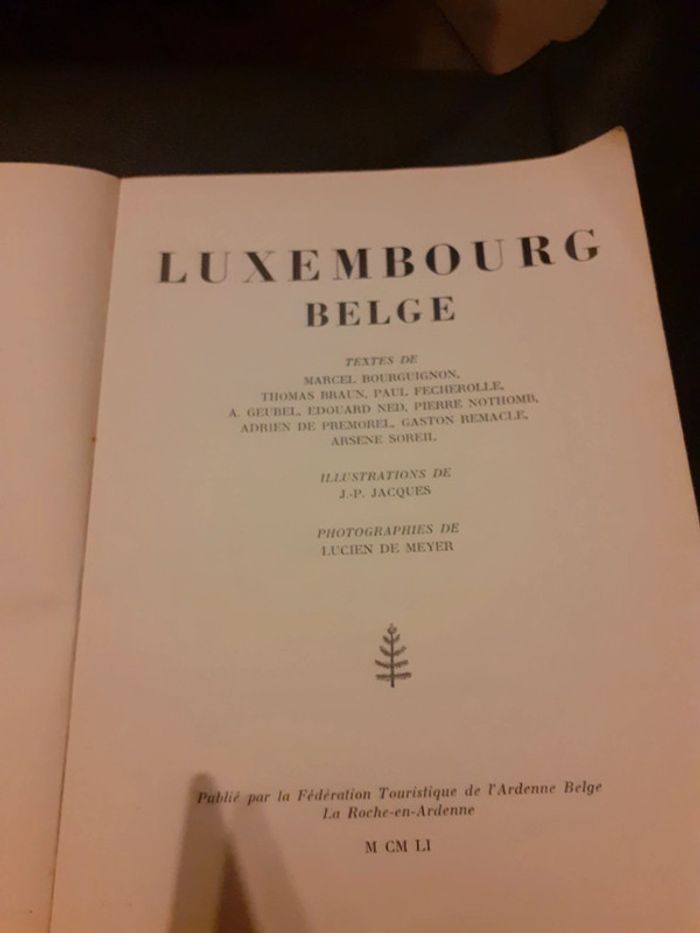 LUXEMBOURG
BELGE
TEXTES DE
MARCEL BOURGUIGNON,
THOMAS BRAUN, PAUL FECHEROLLE,
A. GEUBEL, EDOUARD NED, PIERRE NOTHOMB,
ADRIEN DE PREMOREL, GASTON REMACLE,
ARSENE SOREIL
ILLUSTRATIONS DE
J.-P. JACQUES
PHOTOGRAPHIES DE
LUCIEN DE MEYER
Publié par la Fédération Touristique de l'Ardenne Belge
La Roche-en-Ardenne
M CM LI